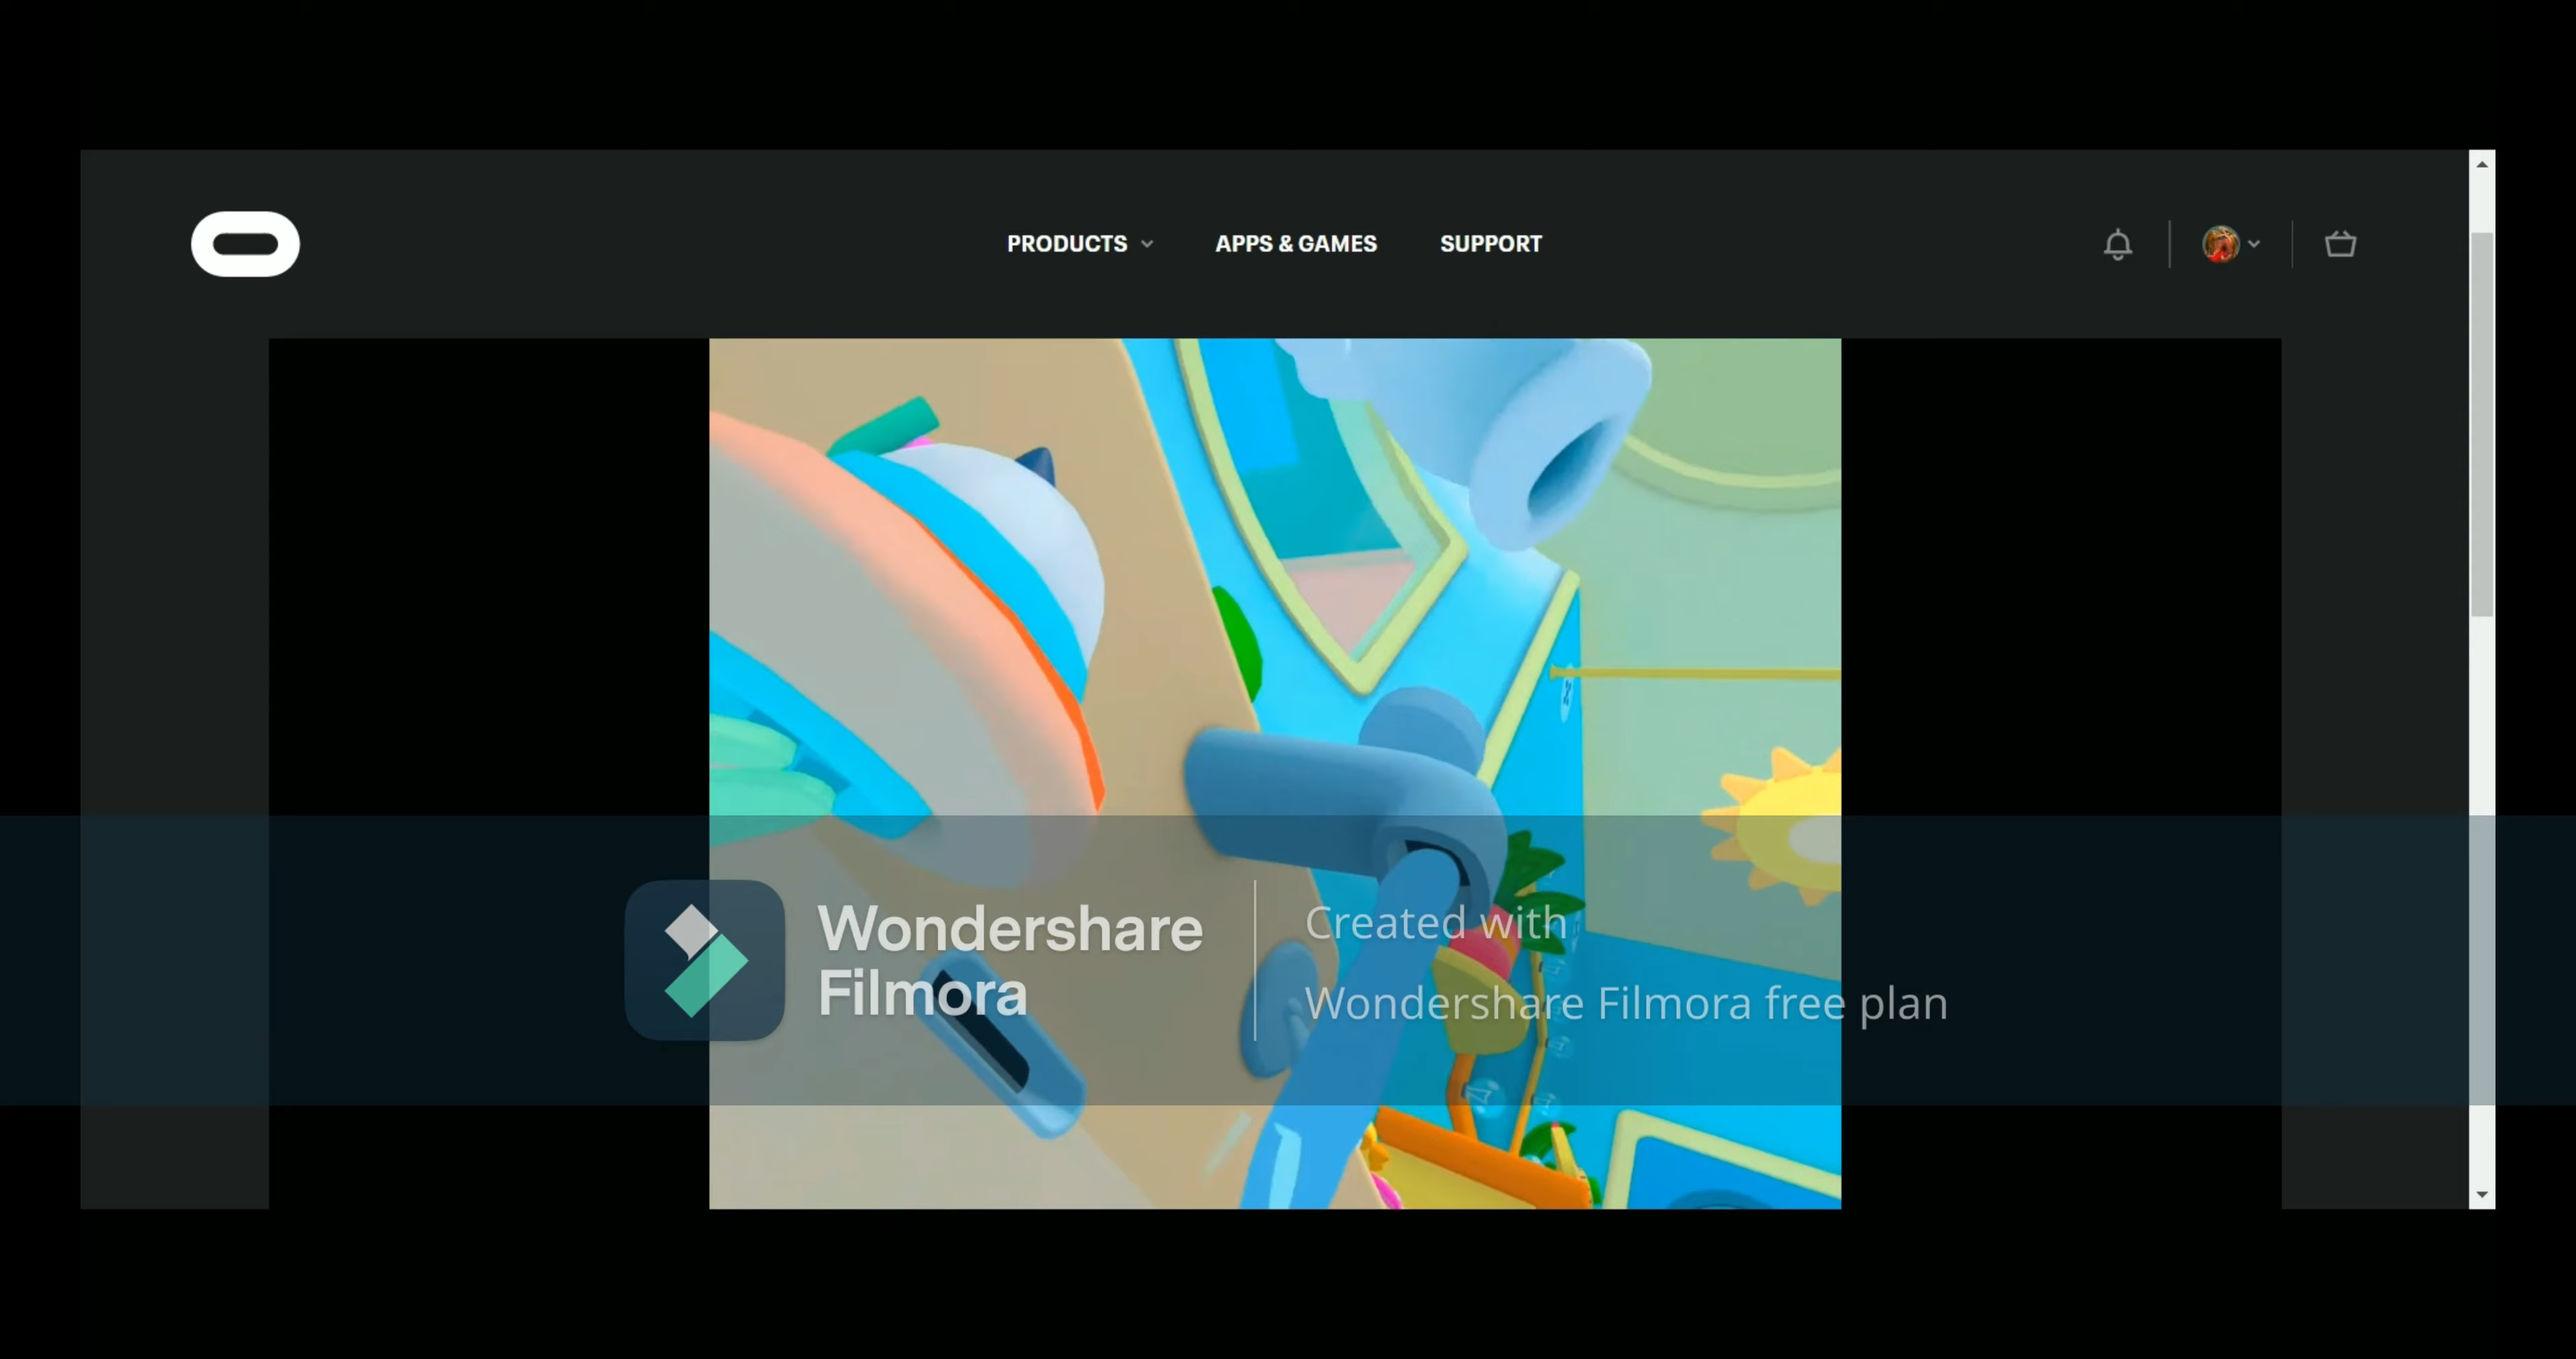 PRODUCTS
APPS & GAMES
SUPPORT
Wondershare
Filmora
Created with
Wondershare Filmora free plan